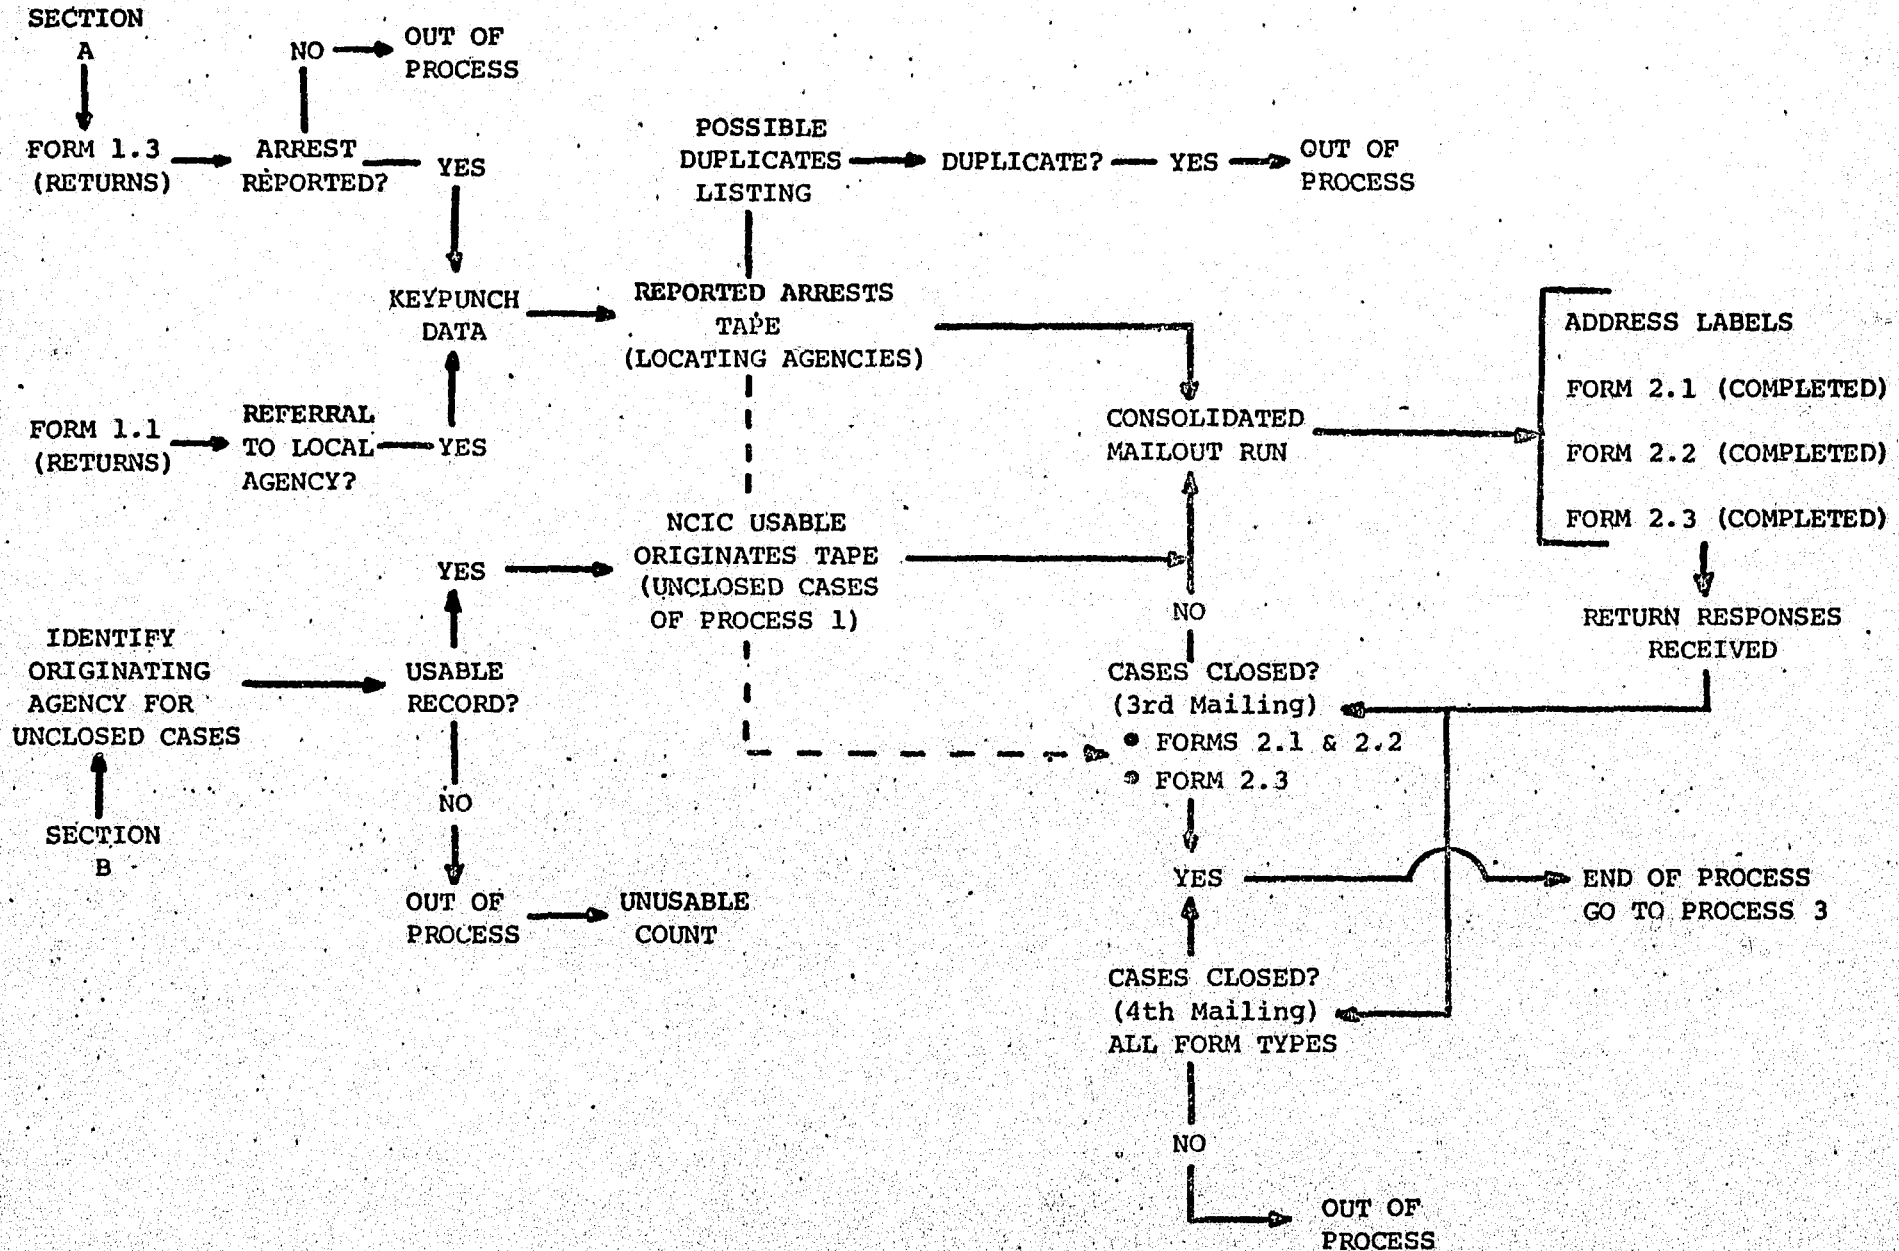 SECTION
A
NO
OUT OF
PROCESS
FORM 1.3
(RETURNS)
ARREST
REPORTED?
YES
POSSIBLE
DUPLICATES
LISTING
DUPLICATE?
YES
OUT OF
PROCESS
KEYPUNCH
DATA
REPORTED ARRESTS
TAPE
(LOCATING AGENCIES)
FORM 1.1
(RETURNS)
REFERRAL
TO LOCAL
AGENCY?
YES
CONSOLIDATED
MAILOUT RUN
ADDRESS LABELS
FORM 2.1 (COMPLETED)
FORM 2.2 (COMPLETED)
FORM 2.3 (COMPLETED)
YES
NCIC USABLE
ORIGINATES TAPE
(UNCLOSED CASES
OF PROCESS 1)
NO
RETURN RESPONSES
RECEIVED
IDENTIFY
ORIGINATING
AGENCY FOR
UNCLOSED CASES
USABLE
RECORD?
CASES CLOSED?
(3rd Mailing)
• FORMS 2.1 & 2.2
• FORM 2.3
SECTION
B
NO
OUT OF
PROCESS
UNUSABLE
COUNT
YES
END OF PROCESS
GO TO PROCESS 3
CASES CLOSED?
(4th Mailing)
ALL FORM TYPES
NO
OUT OF
PROCESS